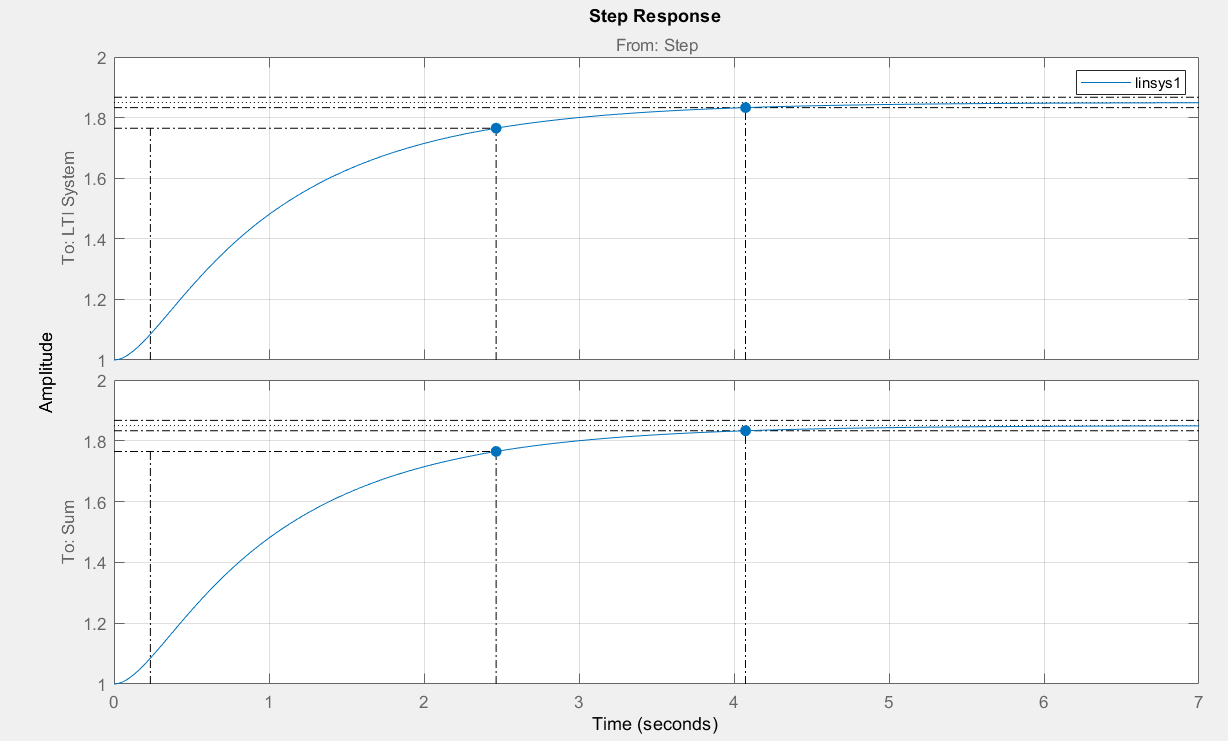 Step Response
From: Step
linsys1
Amplitude
To: LTI System
2
1.8
1.6
1.4
1.2
1
To: Sum
2
1.8
1.6
1.4
1.2
1
0 1 2 3 4 5 6 7
Time (seconds)